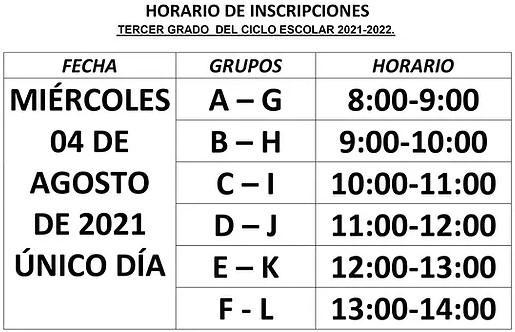 HORARIO DE INSCRIPCIONES
TERCER GRADO DEL CICLO ESCOLAR 2021-2022.
FECHA GRUPOS HORARIO
MIÉRCOLES
04 DE
AGOSTO
DE 2021
ÚNICO DÍA
A – G 8:00-9:00
B – H 9:00-10:00
C – I 10:00-11:00
D – J 11:00-12:00
E – K 12:00-13:00
F - L 13:00-14:00